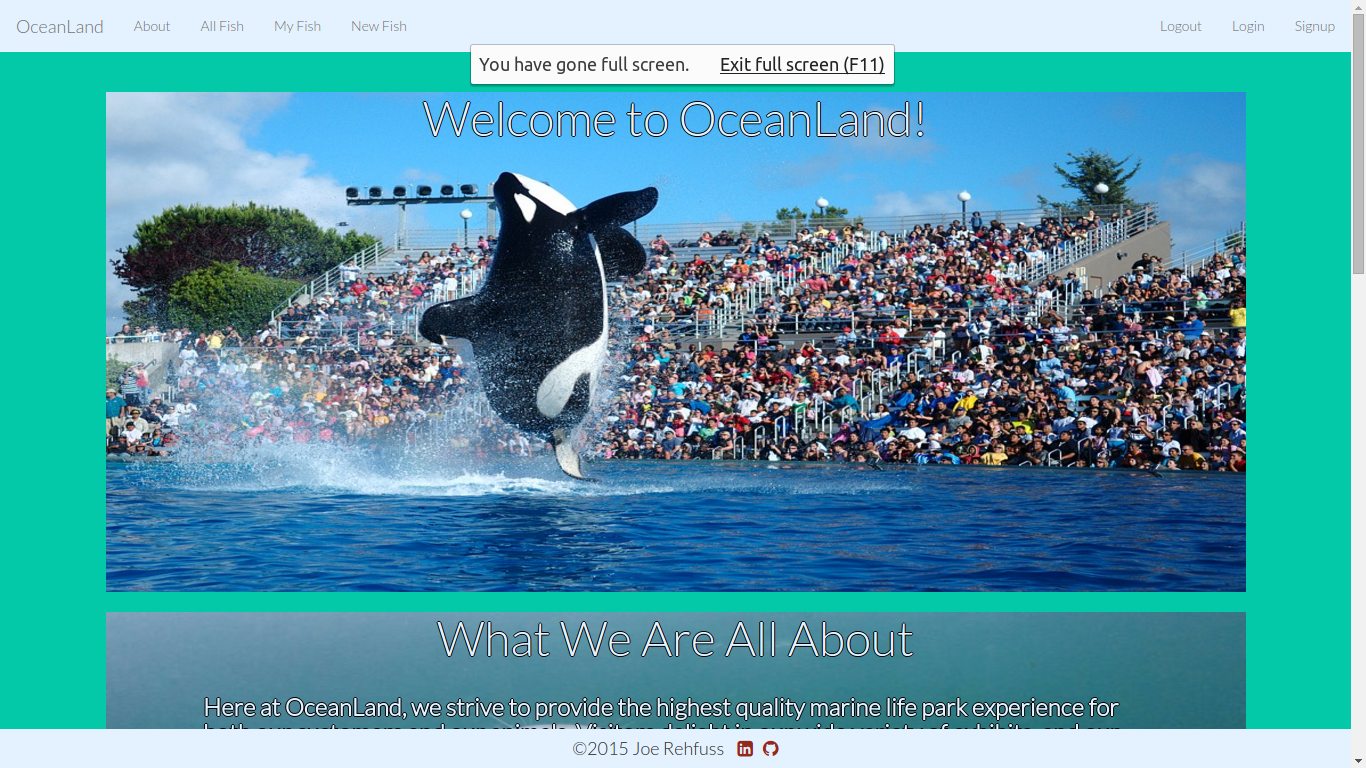 OceanLand About All Fish My Fish New Fish Logout Login Signup
You have gone full screen. Exit full screen (F11)
Welcome to OceanLand!
What We Are All About
Here at OceanLand, we strive to provide the highest quality marine life park experience for
©2015 Joe Rehfuss